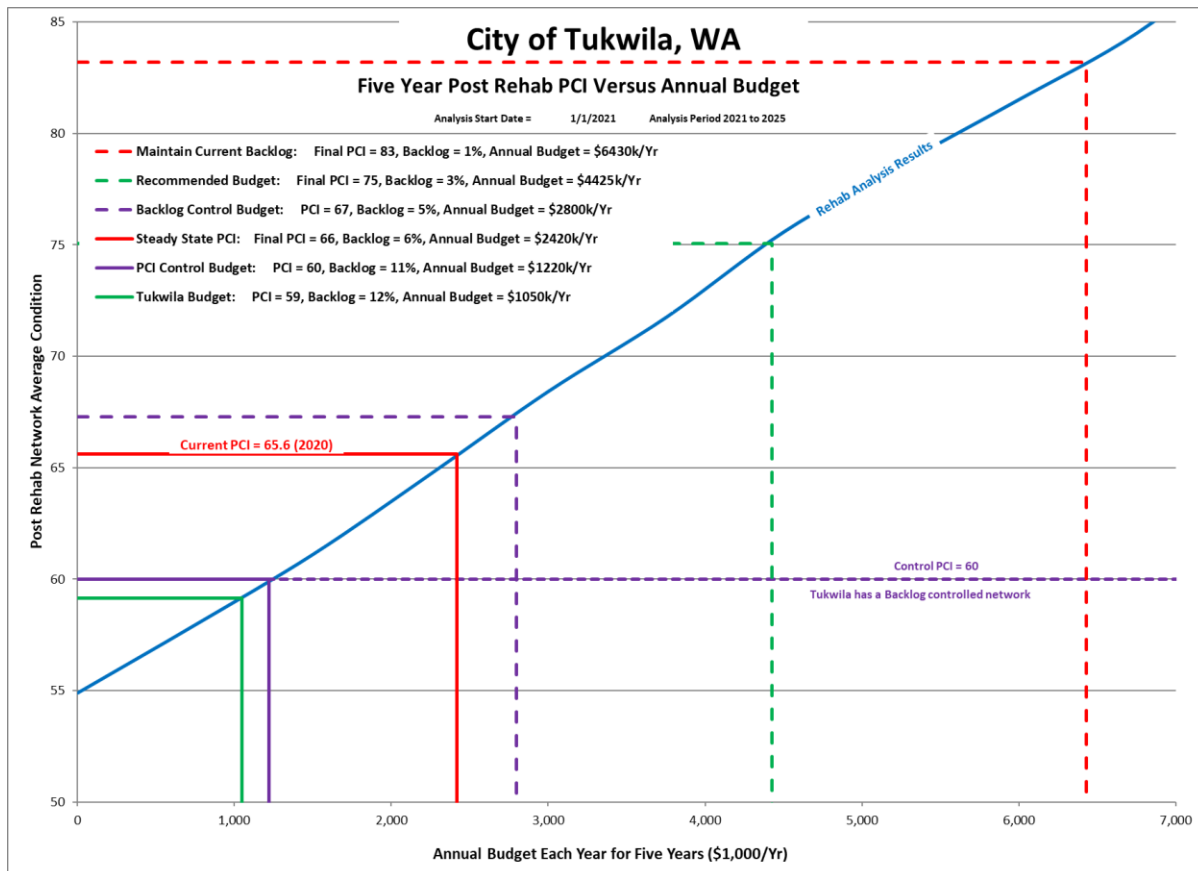 City of Tukwila, WA
Five Year Post Rehab PCI Versus Annual Budget
Analysis Start Date = 1/1/2021 Analysis Period 2021 to 2025
Maintain Current Backlog: Final PCI = 83, Backlog = 1%, Annual Budget = $6430k/Yr
Recommended Budget: Final PCI = 75, Backlog = 3%, Annual Budget = $4425k/Yr
Backlog Control Budget: PCI = 67, Backlog = 5%, Annual Budget = $2800k/Yr
Steady State PCI: Final PCI = 66, Backlog = 6%, Annual Budget = $2420k/Yr
PCI Control Budget: PCI = 60, Backlog = 11%, Annual Budget = $1220k/Yr
Tukwila Budget: PCI = 59, Backlog = 12%, Annual Budget = $1050k/Yr
Rehab Analysis Results
Current PCI = 65.6 (2020)
Control PCI = 60
Tukwila has a Backlog controlled network
Post Rehab Network Average Condition
85
80
75
70
65
60
55
50
0 1,000 2,000 3,000 4,000 5,000 6,000 7,000
Annual Budget Each Year for Five Years ($1,000/Yr)